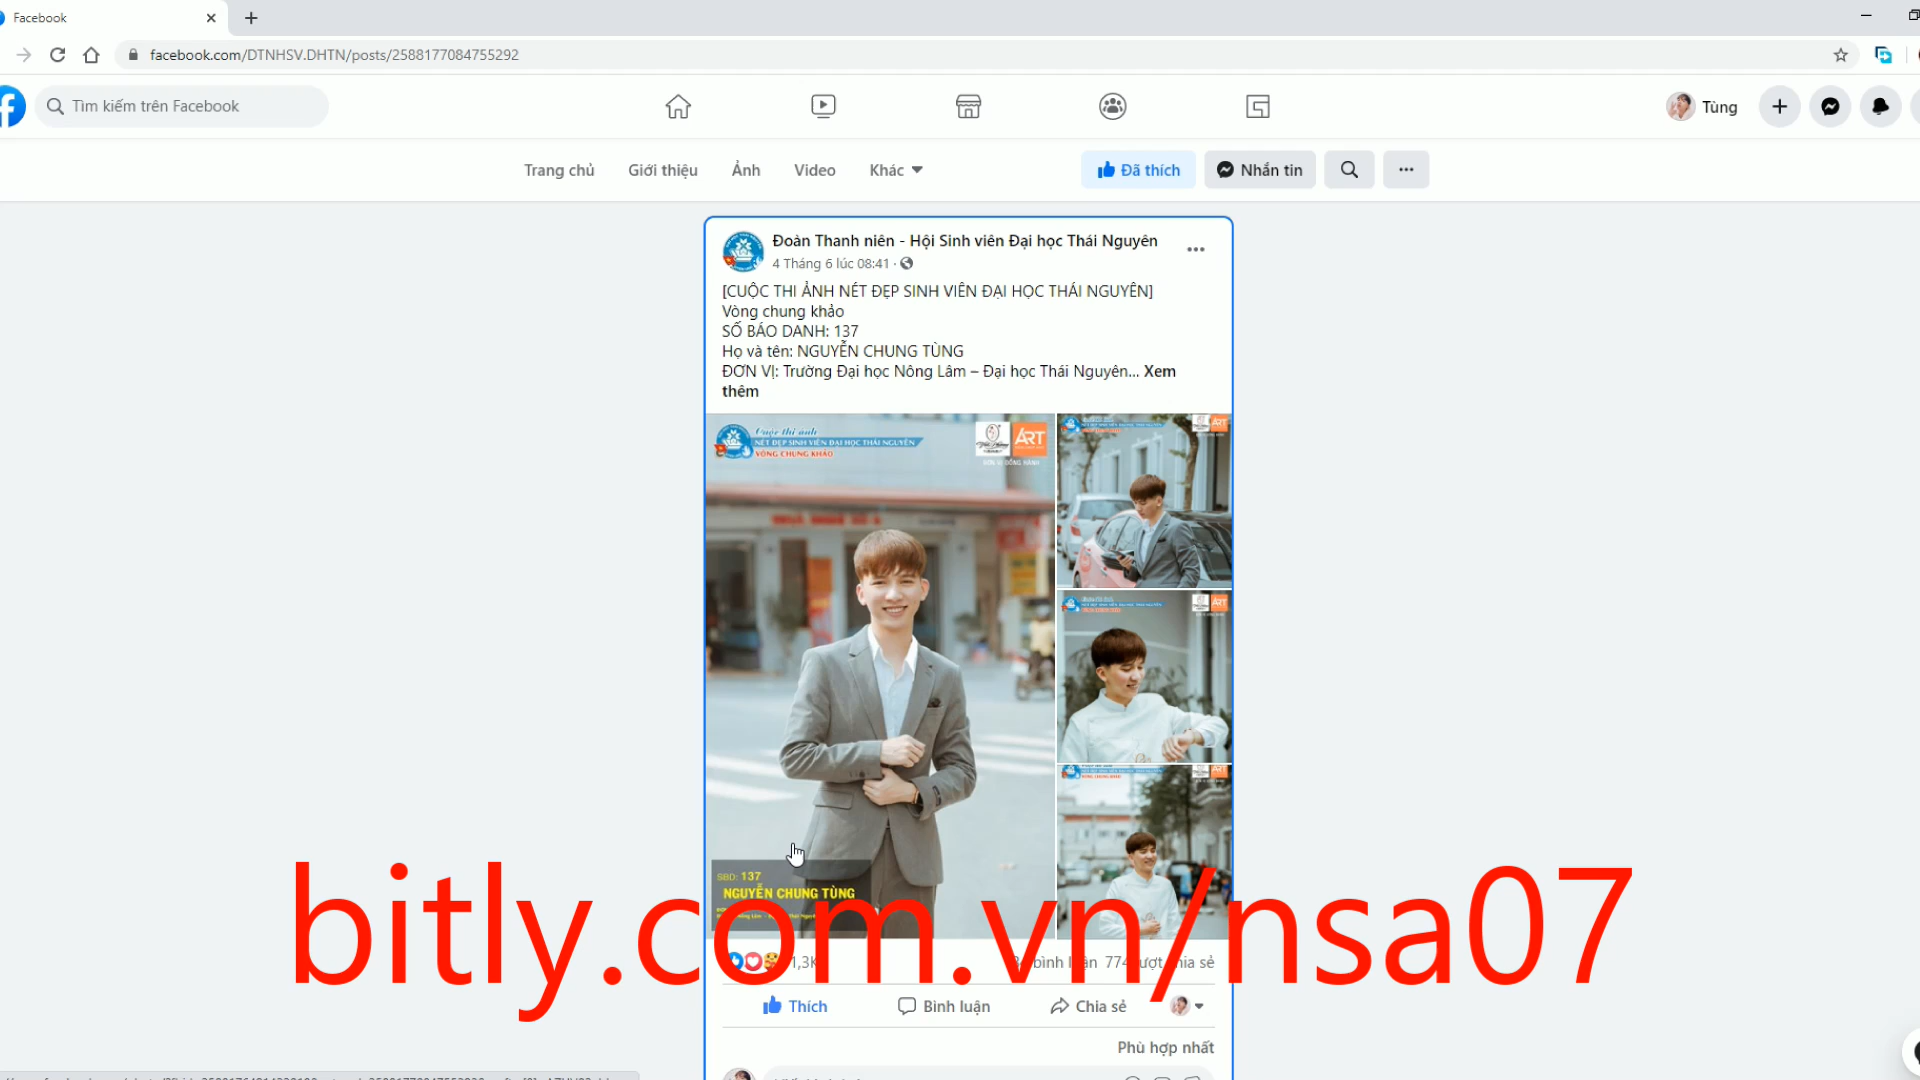 Facebook
facebook.com/DTNHSV.DHTN/posts/2588177084755292
Tìm kiếm trên Facebook
Tùng
Trang chủ
Giới thiệu
Ảnh
Video
Khác
Đã thích
Nhắn tin
Đoàn Thanh niên - Hội Sinh viên Đại học Thái Nguyên
4 Tháng 6 lúc 08:41 ·
[CUỘC THI ẢNH NÉT ĐẸP SINH VIÊN ĐẠI HỌC THÁI NGUYÊN]
Vòng chung khảo
SỐ BÁO DANH: 137
Họ và tên: NGUYỄN CHUNG TÙNG
ĐƠN VỊ: Trường Đại học Nông Lâm – Đại học Thái Nguyên... Xem
thêm
Cuộc thi ảnh
NÉT ĐẸP SINH VIÊN ĐẠI HỌC THÁI NGUYÊN
VÒNG CHUNG KHẢO
ART
ĐƠN VỊ ĐỒNG HÀNH
SBD: 137
NGUYỄN CHUNG TÙNG
bitly.com.vn/nsa07
1,3K
bình luận 774 lượt chia sẻ
Thích
Bình luận
Chia sẻ
Phù hợp nhất